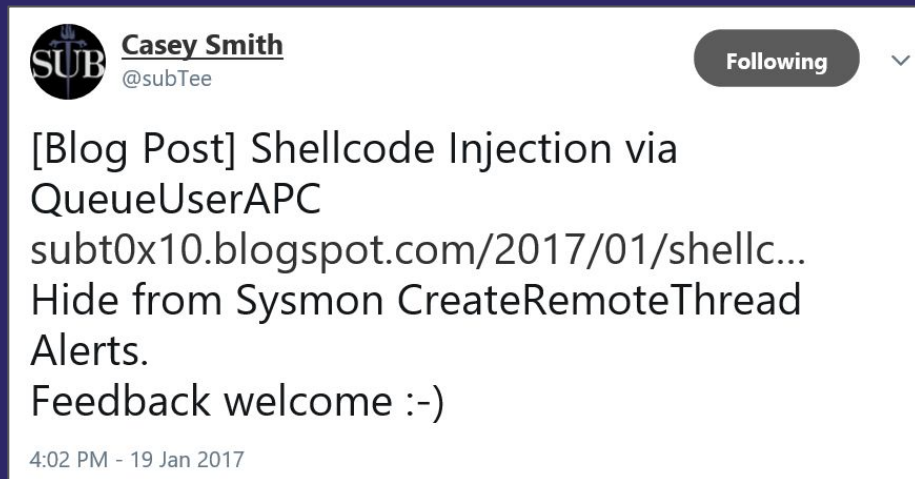 SUB
Casey Smith
@subTee
Following
[Blog Post] Shellcode Injection via
QueueUserAPC
subt0x10.blogspot.com/2017/01/shellc...
Hide from Sysmon CreateRemoteThread
Alerts.
Feedback welcome :-)
4:02 PM - 19 Jan 2017